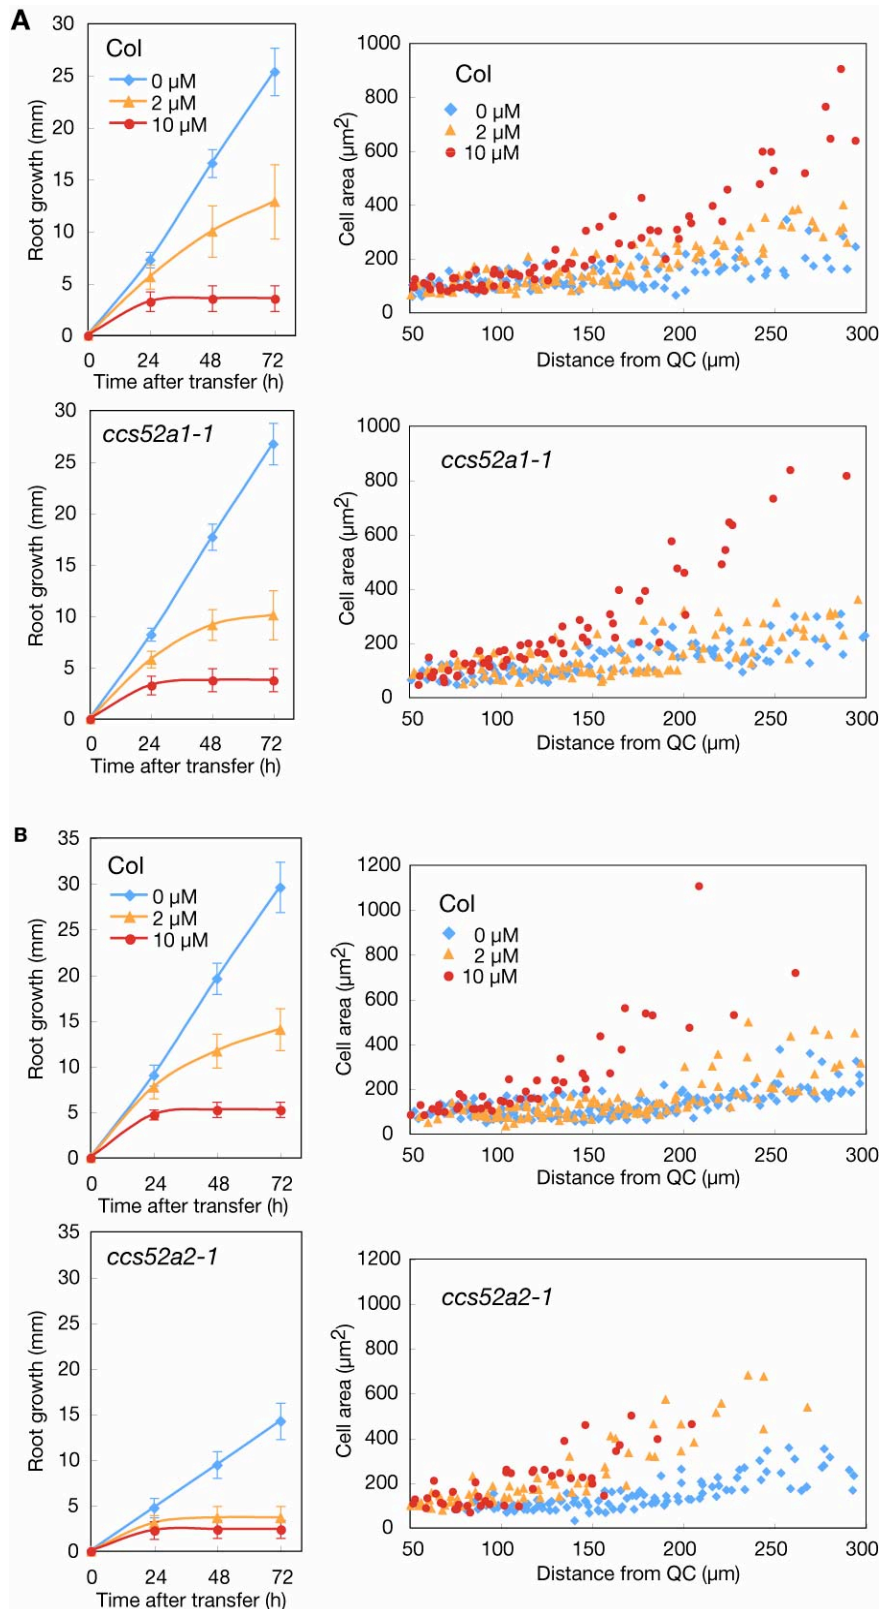 A
Col
0 µM
2 µM
10 µM
30
25
20
15
10
5
0
0 24 48 72
Root growth (mm)
Time after transfer (h)
Col
0 µM
2 µM
10 µM
1000
800
600
400
200
0
50 100 150 200 250 300
Cell area (µm²)
Distance from QC (µm)
ccs52a1-1
30
25
20
15
10
5
0
0 24 48 72
Root growth (mm)
Time after transfer (h)
ccs52a1-1
1000
800
600
400
200
0
50 100 150 200 250 300
Cell area (µm²)
Distance from QC (µm)
B
Col
0 µM
2 µM
10 µM
35
30
25
20
15
10
5
0
0 24 48 72
Root growth (mm)
Time after transfer (h)
Col
0 µM
2 µM
10 µM
1200
1000
800
600
400
200
0
50 100 150 200 250 300
Cell area (µm²)
Distance from QC (µm)
ccs52a2-1
35
30
25
20
15
10
5
0
0 24 48 72
Root growth (mm)
Time after transfer (h)
ccs52a2-1
1200
1000
800
600
400
200
0
50 100 150 200 250 300
Cell area (µm²)
Distance from QC (µm)